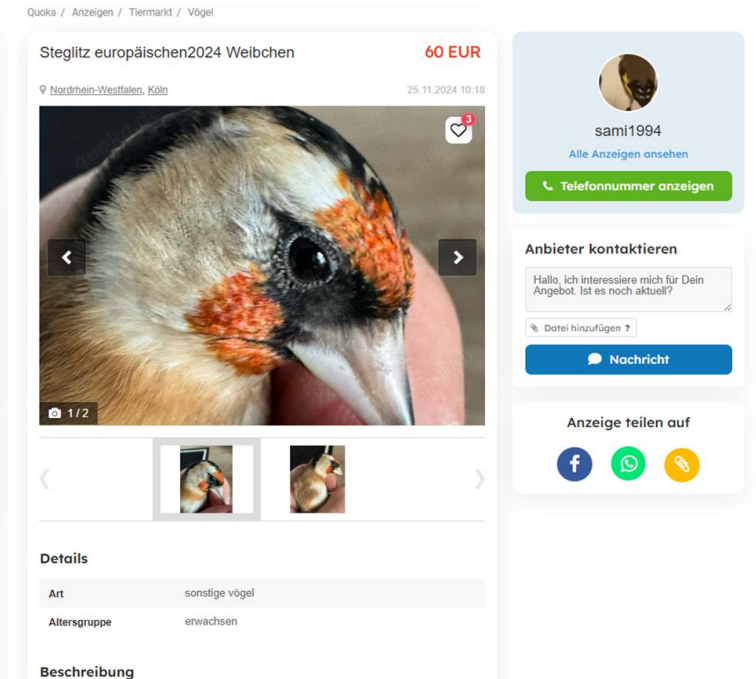 Quoka / Anzeigen / Tiermarkt / Vögel
Steglitz europäischen2024 Weibchen
60 EUR
Nordrhein-Westfalen, Köln
25.11.2024 10:18
3
1/2
Details
Art
sonstige vögel
Altersgruppe
erwachsen
Beschreibung
sami1994
Alle Anzeigen ansehen
Telefonnummer anzeigen
Anbieter kontaktieren
Hallo, ich interessiere mich für Dein
Angebot. Ist es noch aktuell?
Datei hinzufügen ?
Nachricht
Anzeige teilen auf
f